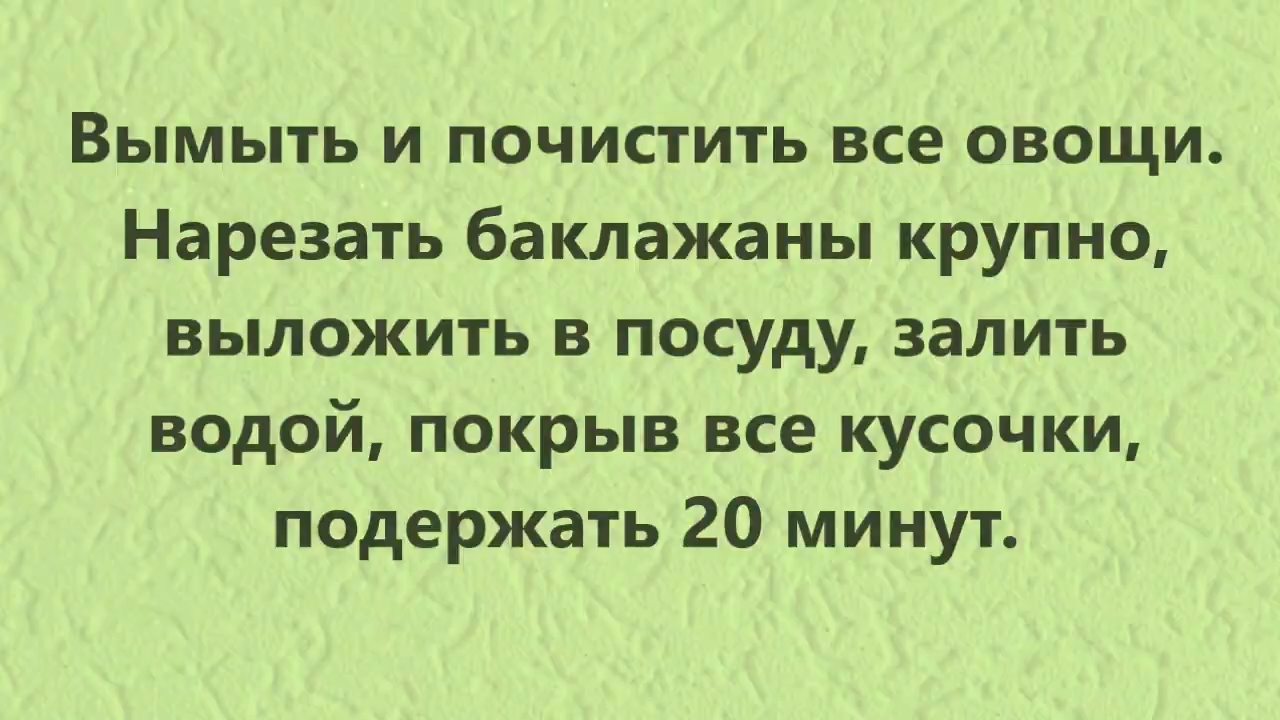 Вымыть и почистить все овощи.
Нарезать баклажаны крупно,
выложить в посуду, залить
водой, покрыв все кусочки,
подержать 20 минут.